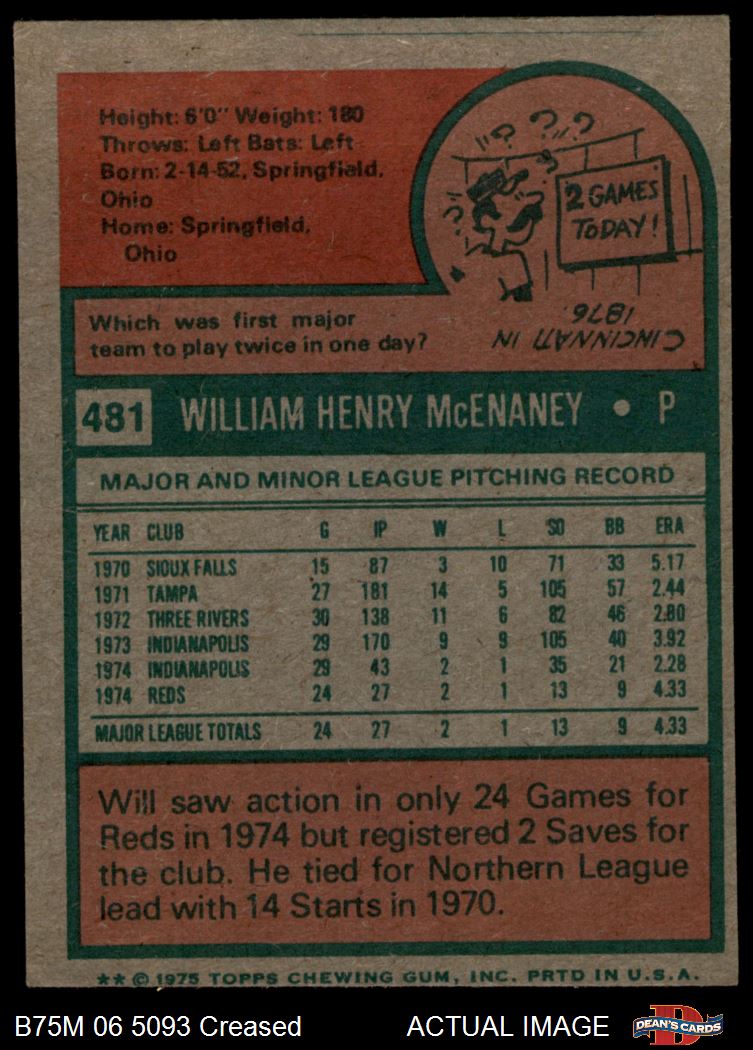 Height: 6'0" Weight: 180
Throws: Left Bats: Left
Born: 2-14-52, Springfield,
Ohio
Home: Springfield,
Ohio
? ? ? ?
2 GAMES
TODAY!
Which was first major
team to play twice in one day?
CINCINNATI IN
1876.
481 WILLIAM HENRY McENANEY • P
MAJOR AND MINOR LEAGUE PITCHING RECORD
YEAR CLUB G IP W L SO BB ERA
1970 SIOUX FALLS 15 87 3 10 71 33 5.17
1971 TAMPA 27 181 14 5 105 57 2.44
1972 THREE RIVERS 30 138 11 6 82 46 2.80
1973 INDIANAPOLIS 29 170 9 9 105 40 3.92
1974 INDIANAPOLIS 29 43 2 1 35 21 2.28
1974 REDS 24 27 2 1 13 9 4.33
MAJOR LEAGUE TOTALS 24 27 2 1 13 9 4.33
Will saw action in only 24 Games for
Reds in 1974 but registered 2 Saves for
the club. He tied for Northern League
lead with 14 Starts in 1970.
** © 1975 TOPPS CHEWING GUM, INC. PRTD IN U.S.A.
B75M 06 5093 Creased ACTUAL IMAGE
DEAN'S CARDS